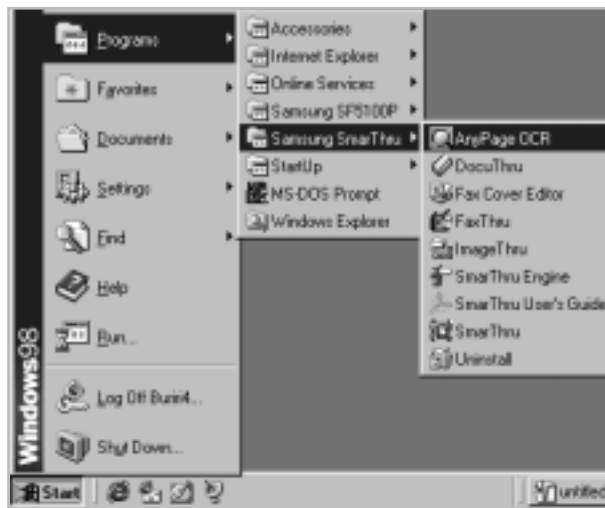 Programs
Favorites
Documents
Settings
Find
Help
Run...
Log Off Buriii4...
Shut Down...
Windows98
Accessories
Internet Explorer
Online Services
Samsung SF5100P
Samsung SmarThru
StartUp
MS-DOS Prompt
Windows Explorer
AnyPage OCR
DocuThru
Fax Cover Editor
FaxThru
ImageThru
SmarThru Engine
SmarThru User's Guide
SmarThru
Uninstall
Start
untitled